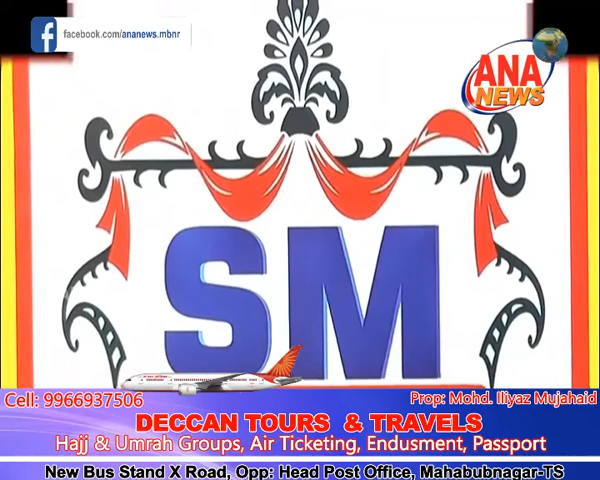 facebook.com/ananews.mbnr
ANA
NEWS
SM
Cell: 9966937506
Prop: Mohd. Iliyaz Mujahaid
DECCAN TOURS & TRAVELS
Hajj & Umrah Groups, Air Ticketing, Endusment, Passport
New Bus Stand X Road, Opp: Head Post Office, Mahabubnagar-TS